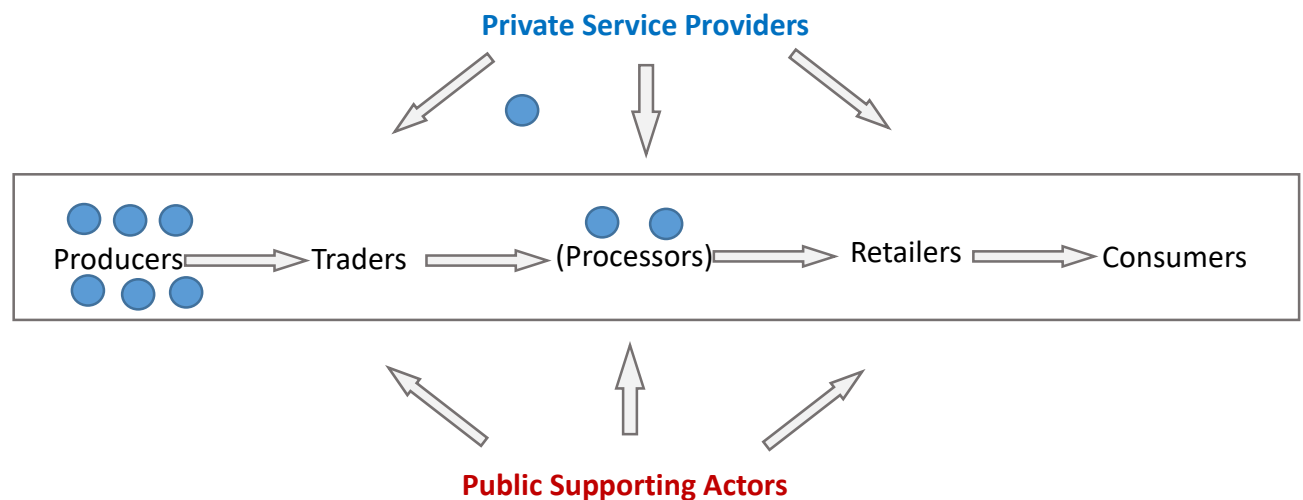 Private Service Providers
Producers
Traders
(Processors)
Retailers
Consumers
Public Supporting Actors